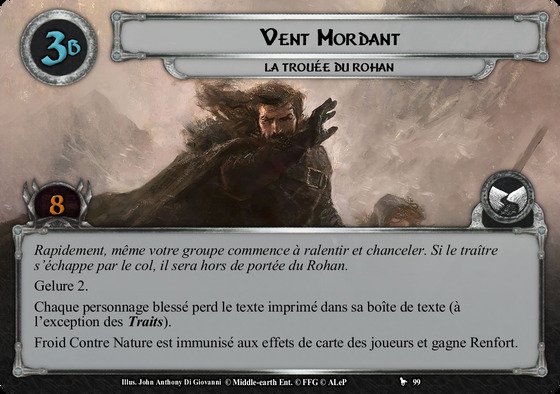 3B
VENT MORDANT
LA TROUÉE DU ROHAN
8
Rapidement, même votre groupe commence à ralentir et chanceler. Si le traître
s'échappe par le col, il sera hors de portée du Rohan.
Gelure 2.
Chaque personnage blessé perd le texte imprimé dans sa boîte de texte (à
l'exception des Traits).
Froid Contre Nature est immunisé aux effets de carte des joueurs et gagne Renfort.
Illus. John Anthony Di Giovanni © Middle-earth Ent. © FFG © ALeP 99